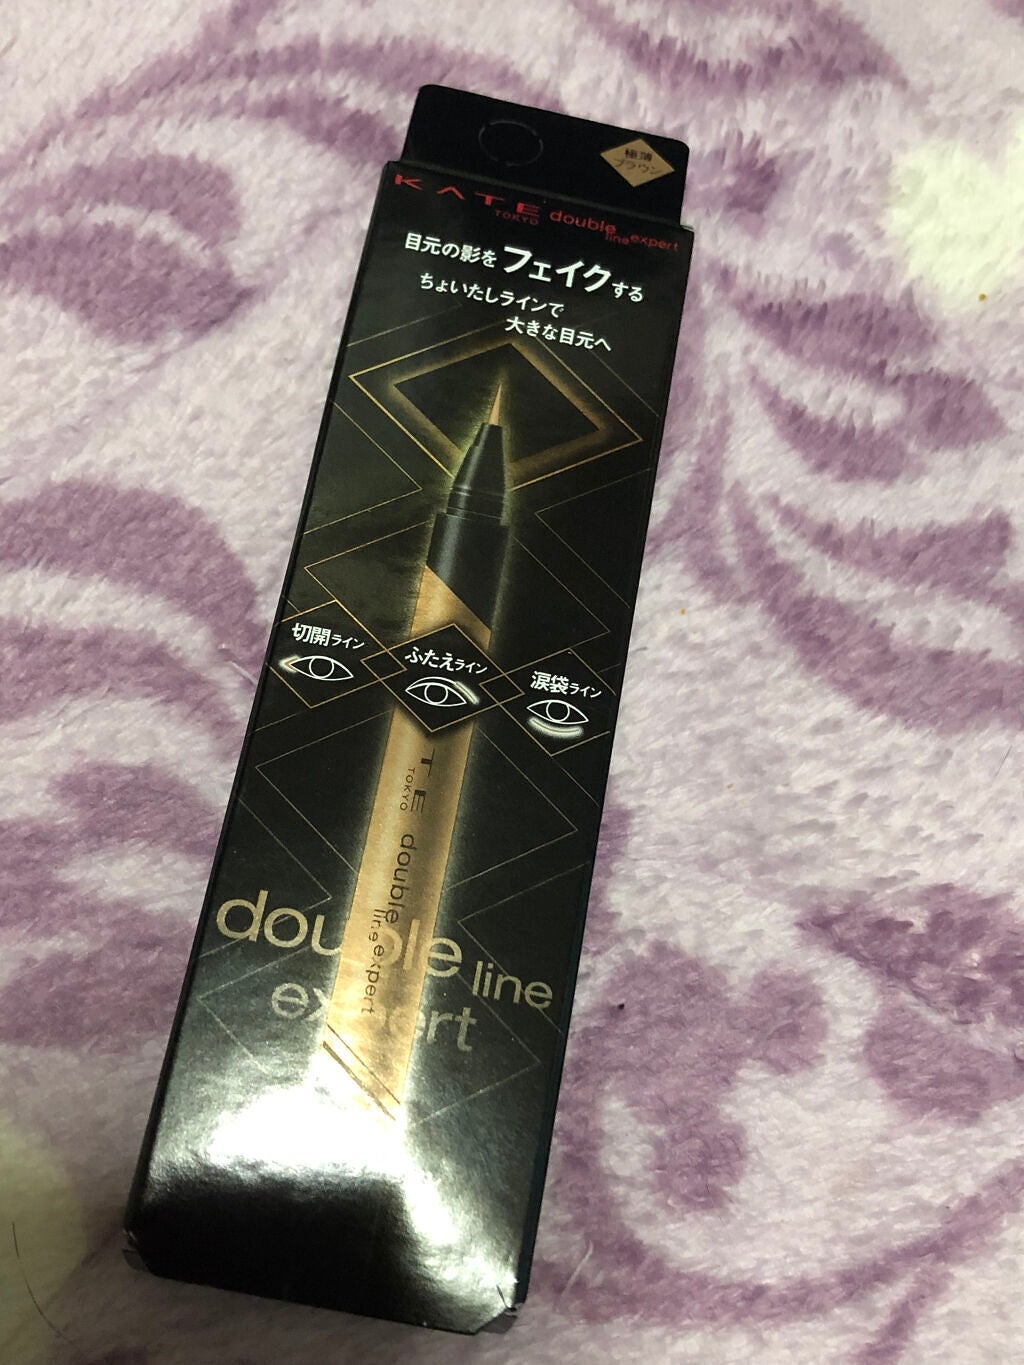 極薄
ブラウン
KATE
TOKYO
double
line expert
目元の影をフェイクする
ちょいたしラインで
大きな目元へ
切開ライン
ふたえライン
涙袋ライン
TE
TOKYO
double
line expert
double line
expert